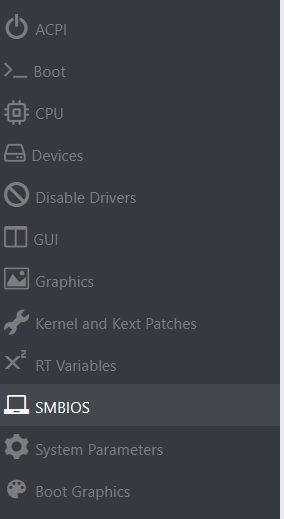 ACPI
Boot
CPU
Devices
Disable Drivers
GUI
Graphics
Kernel and Kext Patches
RT Variables
SMBIOS
System Parameters
Boot Graphics